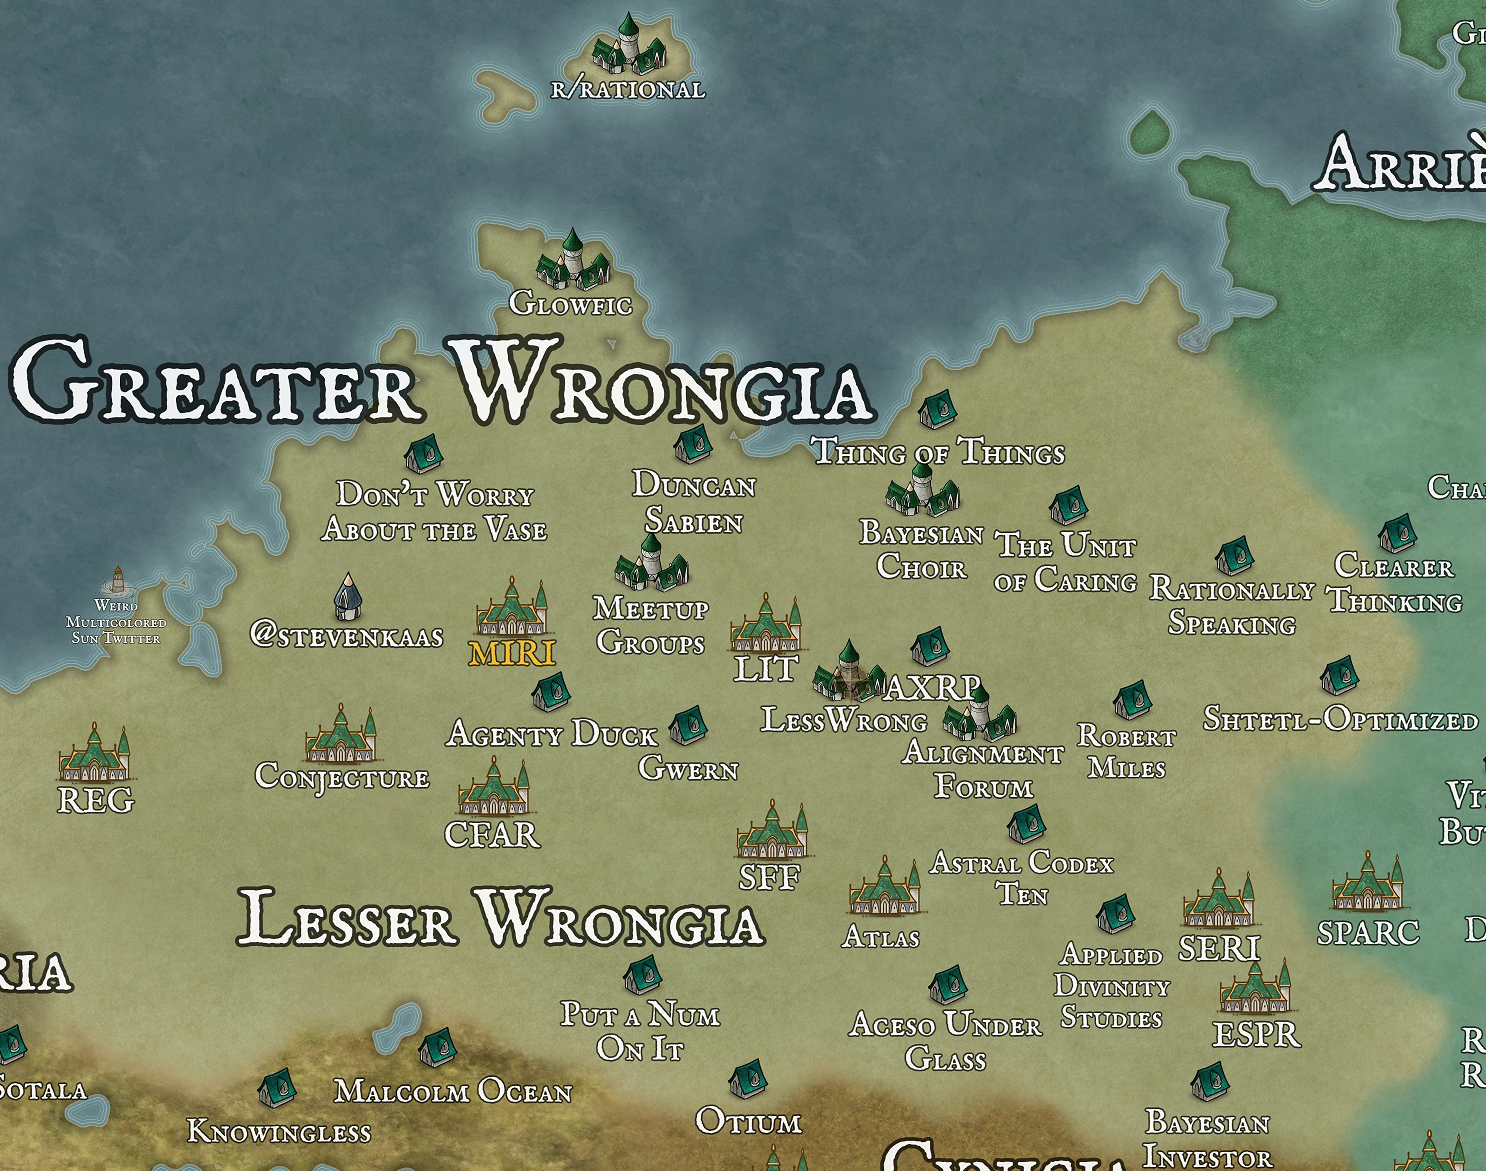 r/rational
Arriè
Glowfic
Greater Wrongia
Thing of Things
Don't Worry
About the Vase
Duncan
Sabien
Bayesian
Choir
The Unit
of Caring
Rationally
Speaking
Clearer
Thinking
Weird
Multicolored
Sun Twitter
@stevenkaas
MIRI
Meetup
Groups
LIT
AXRP
LessWrong
Alignment
Forum
Robert
Miles
Shtetl-Optimized
Agenty Duck
Gwern
REG
Conjecture
CFAR
SFF
Astral Codex
Ten
Atlas
Lesser Wrongia
Applied
Divinity
Studies
SERI
SPARC
ESPR
ria
Put a Num
On It
Aceso Under
Glass
Sotala
Malcolm Ocean
Knowingless
Otium
Bayesian
Investor